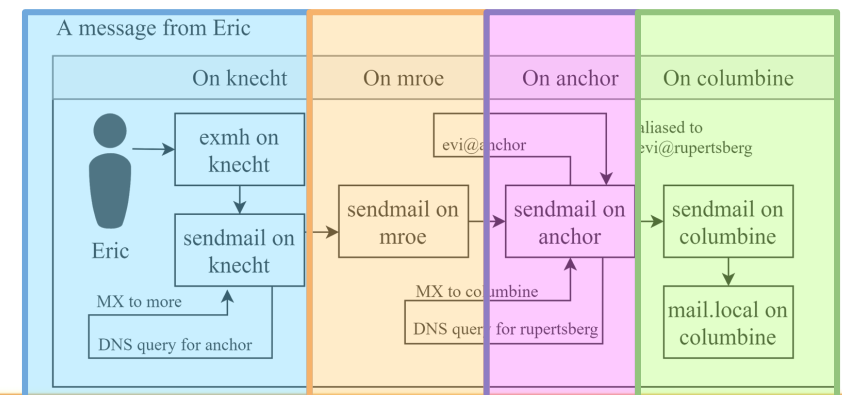 A message from Eric
On knecht
On mroe
On anchor
On columbine
exmh on
knecht
Eric
sendmail on
knecht
MX to more
DNS query for anchor
sendmail on
mroe
evi@anchor
sendmail on
anchor
MX to columbine
DNS query for rupertsberg
aliased to
evi@rupertsberg
sendmail on
columbine
mail.local on
columbine